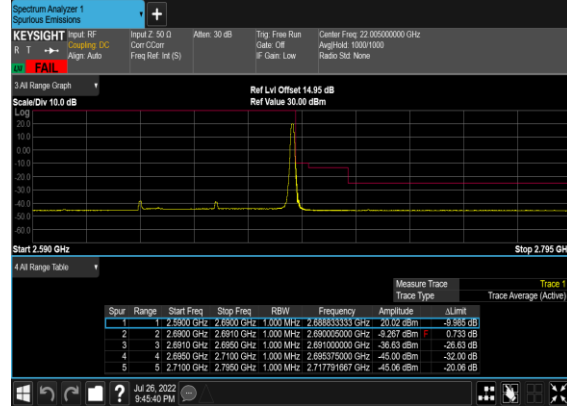 Spectrum Analyzer 1
Spurious Emissions
+
KEYSIGHT Input: RF Input Z: 50 Ω Atten: 30 dB Trig: Free Run Center Freq: 22.005000000 GHz
R T Coupling: DC Corr CCorr Gate: Off Avg|Hold: 1000/1000
Align: Auto Freq Ref: Int (S) IF Gain: Low Radio Std: None
FAIL
3 All Range Graph Ref Lvl Offset 14.95 dB
Scale/Div 10.0 dB Ref Value 30.00 dBm
Log
20.0
10.0
0.00
-10.0
-20.0
-30.0
-40.0
-50.0
-60.0
Start 2.590 GHz Stop 2.795 GH
4 All Range Table
Measure Trace Trace 1
Trace Type Trace Average (Active)
Spur Range Start Freq Stop Freq RBW Frequency Amplitude ΔLimit
1 1 2.5900 GHz 2.6900 GHz 1.000 MHz 2.688833333 GHz 20.02 dBm -9.985 dB
2 2 2.6900 GHz 2.6910 GHz 1.000 MHz 2.690005000 GHz -9.267 dBm F 0.733 dB
3 3 2.6910 GHz 2.6950 GHz 1.000 MHz 2.691000000 GHz -36.63 dBm -26.63 dB
4 4 2.6950 GHz 2.7100 GHz 1.000 MHz 2.695375000 GHz -45.00 dBm -32.00 dB
5 5 2.7100 GHz 2.7950 GHz 1.000 MHz 2.717791667 GHz -45.06 dBm -20.06 dB
? Jul 26, 2022
9:45:40 PM